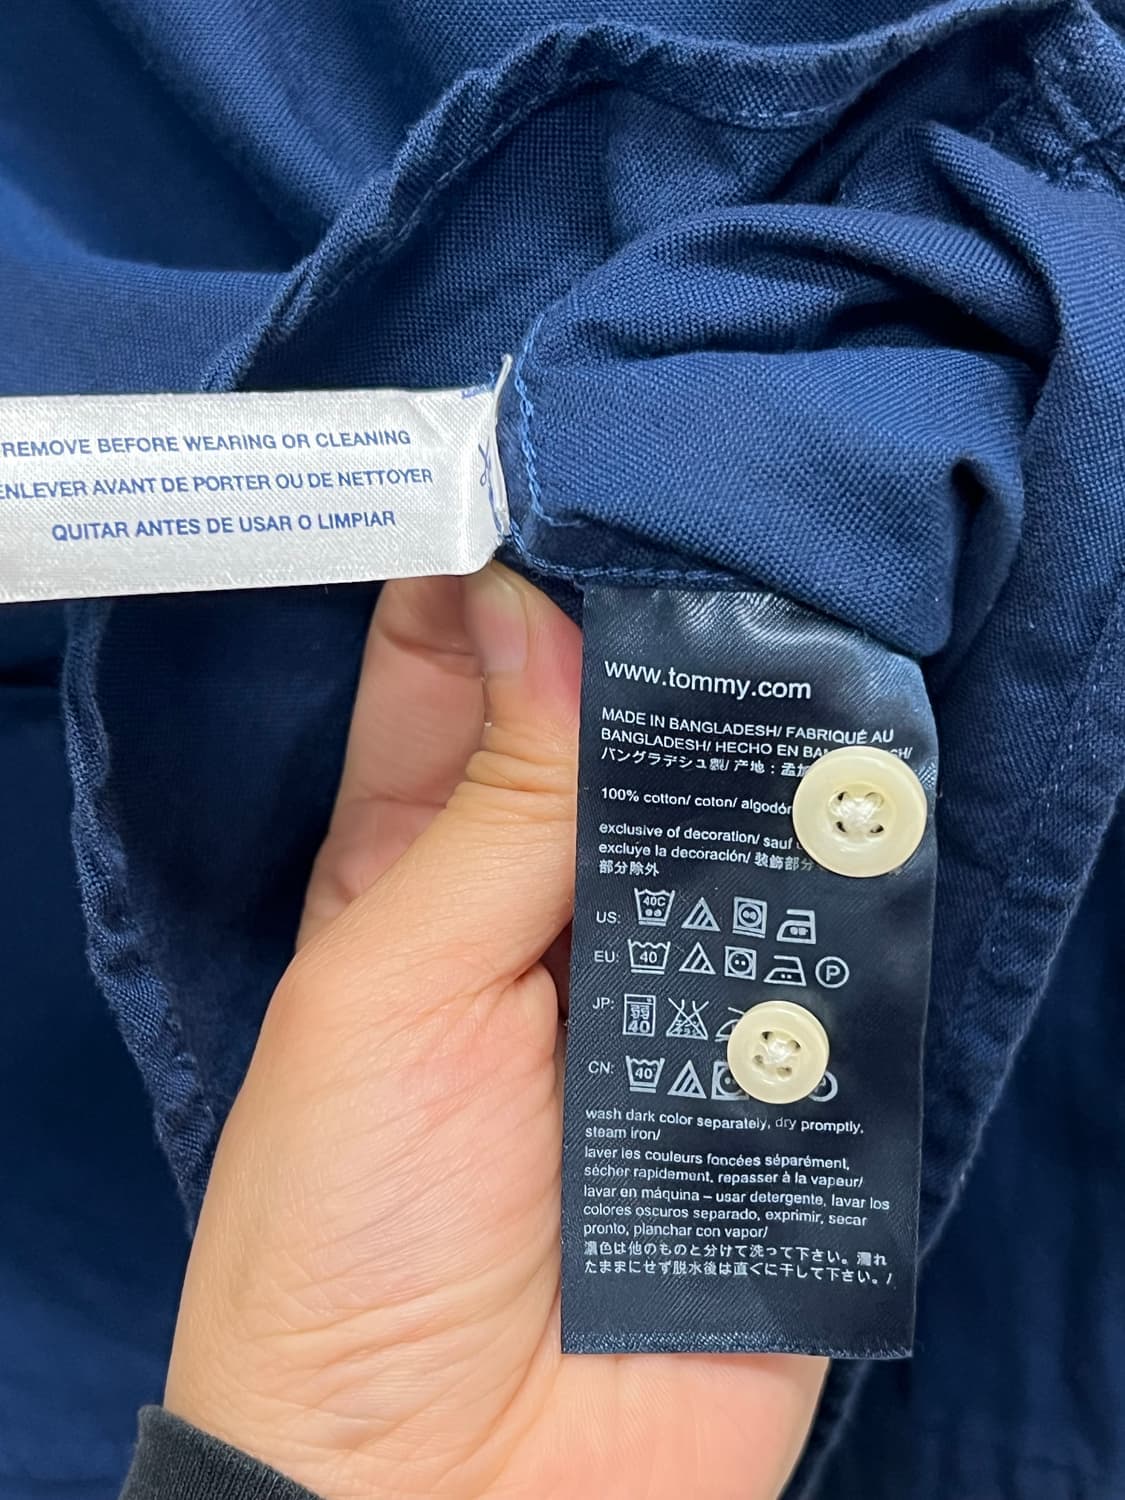 REMOVE BEFORE WEARING OR CLEANING
ENLEVER AVANT DE PORTER OU DE NETTOYER
QUITAR ANTES DE USAR O LIMPIAR
www.tommy.com
MADE IN BANGLADESH/ FABRIQUÉ AU
BANGLADESH/ HECHO EN
バングラデシュ製/ 产地：孟加
100% cotton/ coton/ algodón
exclusive of decoration/ sauf
excluye la decoración/ 装飾部分
部分除外
US: 40C
EU: 40 P
JP: 弱 40
CN: 40
wash dark color separately, dry promptly,
steam iron/
laver les couleurs foncées séparément,
sécher rapidement, repasser à la vapeur/
lavar en máquina – usar detergente, lavar los
colores oscuros separado, exprimir, secar
pronto, planchar con vapor/
濃色は他のものと分けて洗って下さい。濡れ
たままにせず脱水後は直ぐに干して下さい。/